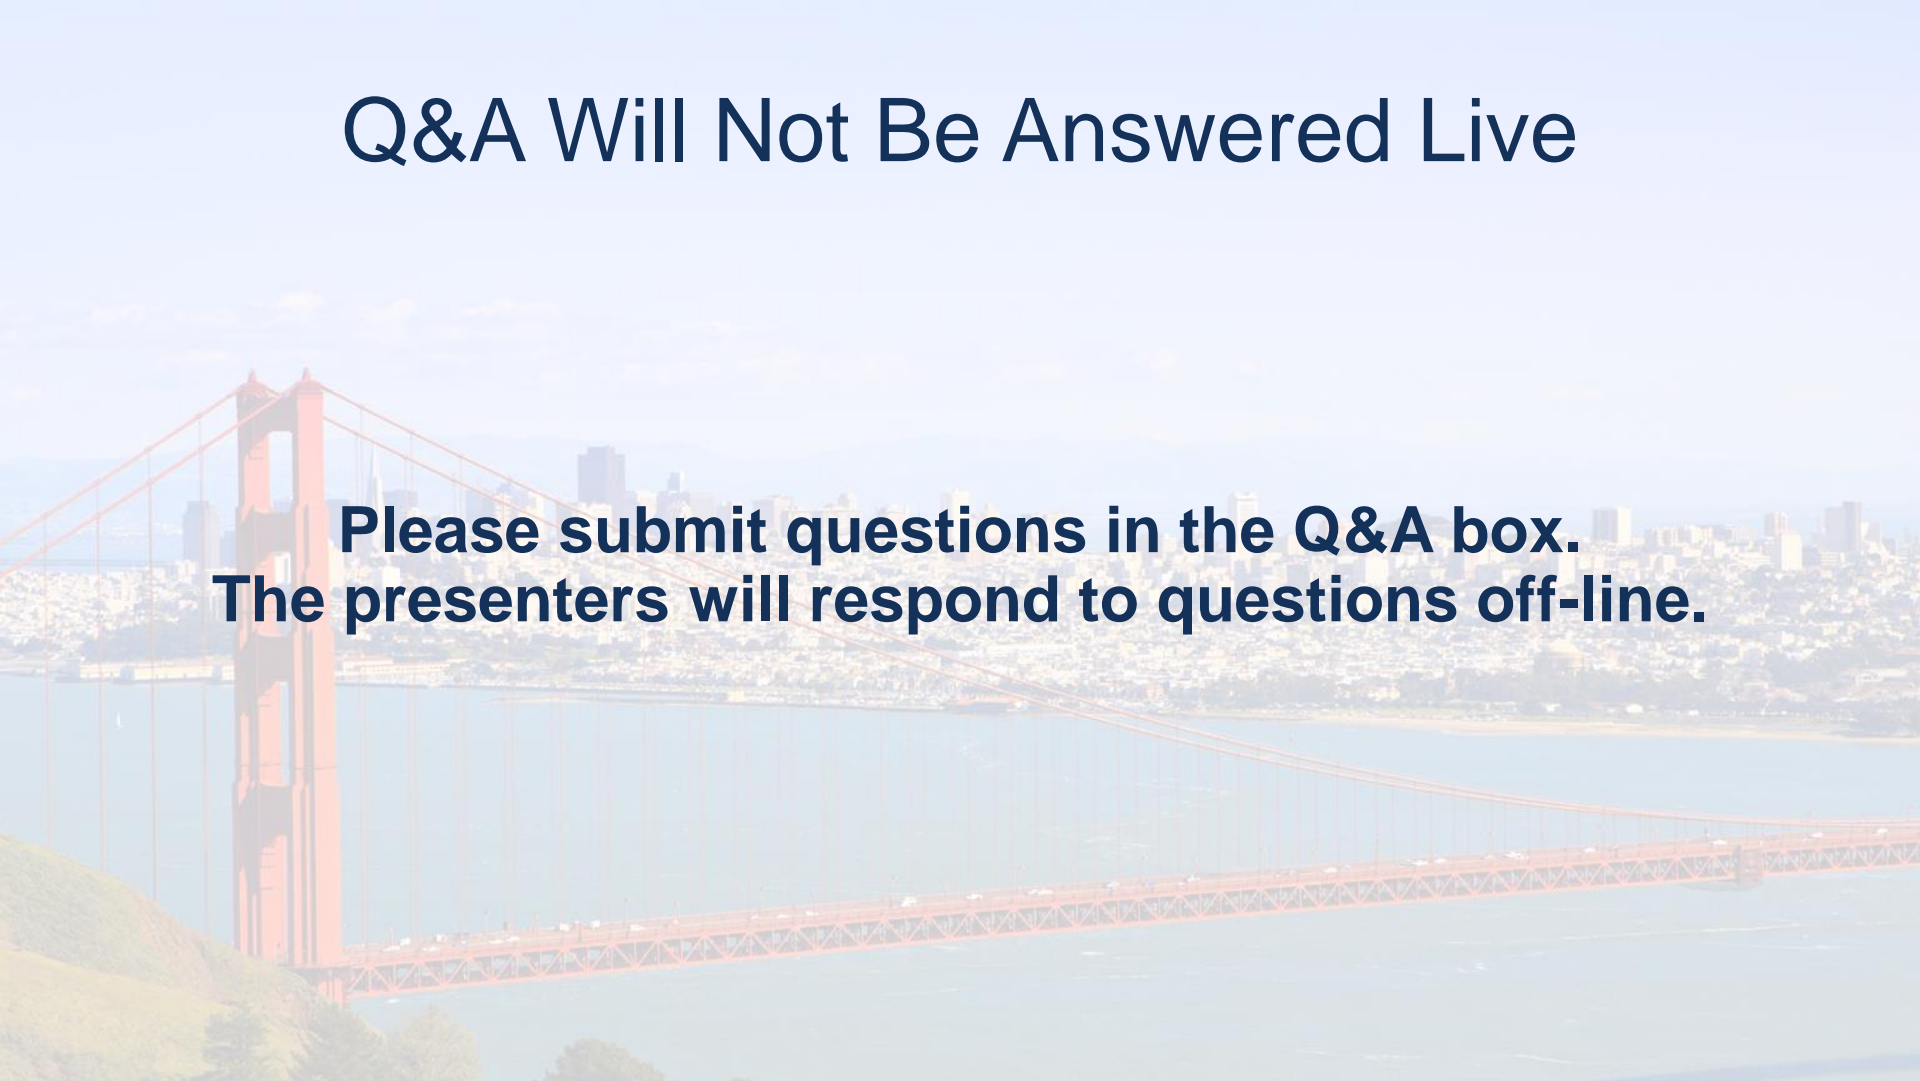 Q&A Will Not Be Answered Live
Please submit questions in the Q&A box.
The presenters will respond to questions off-line.